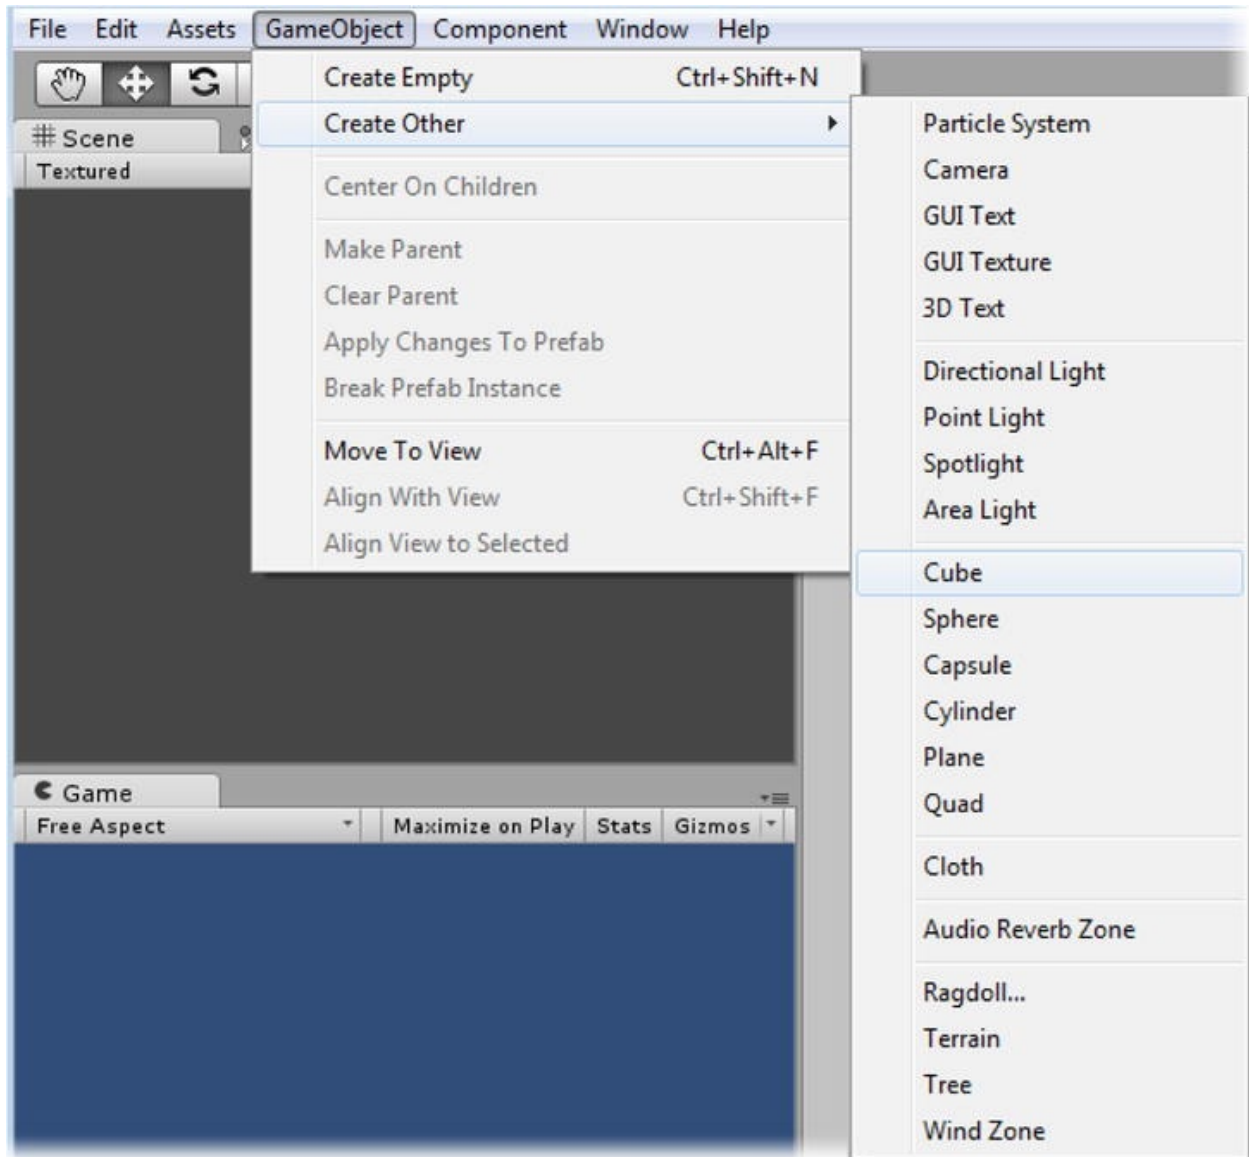 File Edit Assets GameObject Component Window Help
Create Empty Ctrl+Shift+N
Create Other
Center On Children
Make Parent
Clear Parent
Apply Changes To Prefab
Break Prefab Instance
Move To View Ctrl+Alt+F
Align With View Ctrl+Shift+F
Align View to Selected
Particle System
Camera
GUI Text
GUI Texture
3D Text
Directional Light
Point Light
Spotlight
Area Light
Cube
Sphere
Capsule
Cylinder
Plane
Quad
Cloth
Audio Reverb Zone
Ragdoll...
Terrain
Tree
Wind Zone
# Scene
Textured
Game
Free Aspect Maximize on Play Stats Gizmos